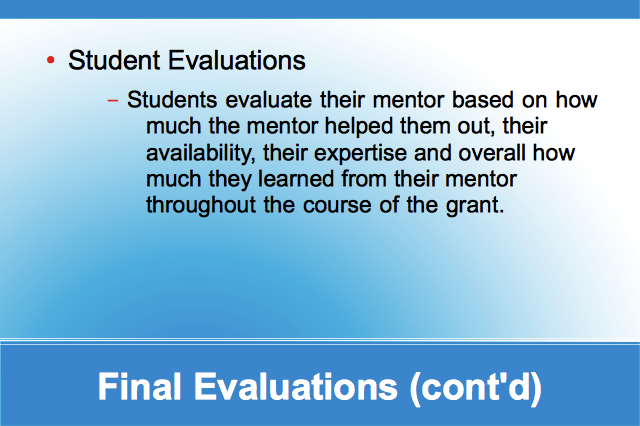 • Student Evaluations
– Students evaluate their mentor based on how
much the mentor helped them out, their
availability, their expertise and overall how
much they learned from their mentor
throughout the course of the grant.
Final Evaluations (cont'd)